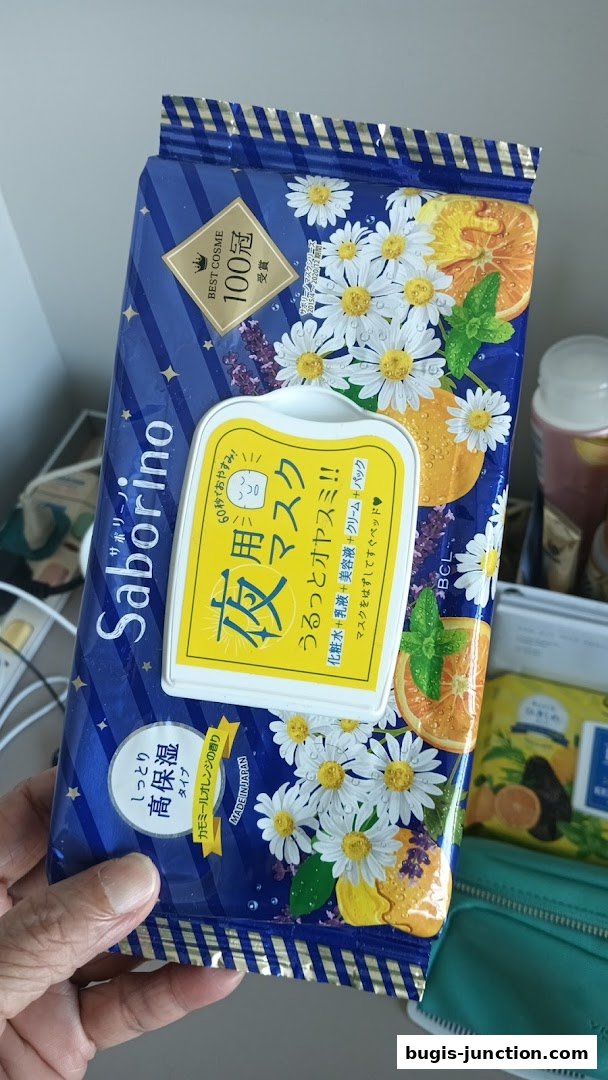 BEST COSME
100冠
受賞
サボリーノ
Saborino
60秒でおやすみ!
夜用
マスク
うるっとオヤスミ!!
化粧水+乳液+美容液+クリーム+パック
マスクをはずしてすぐベッド♥
BCL
しっとり
高保湿
タイプ
カモミールオレンジの香り
MADE IN JAPAN
bugis-junction.com